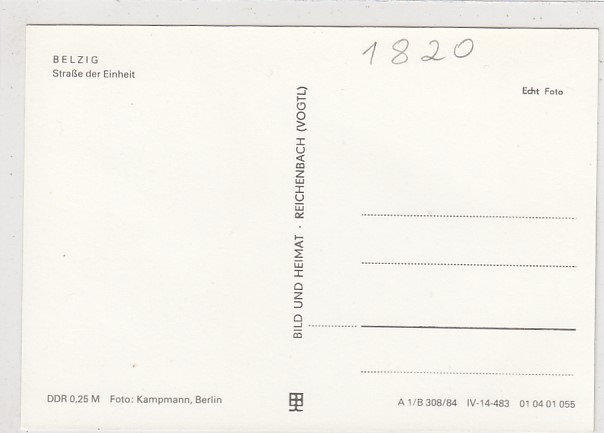 BELZIG
Straße der Einheit
1820
Echt Foto
BILD UND HEIMAT · REICHENBACH (VOGTL)
DDR 0,25 M Foto: Kampmann, Berlin
A 1/B 308/84 IV-14-483 01 04 01 055